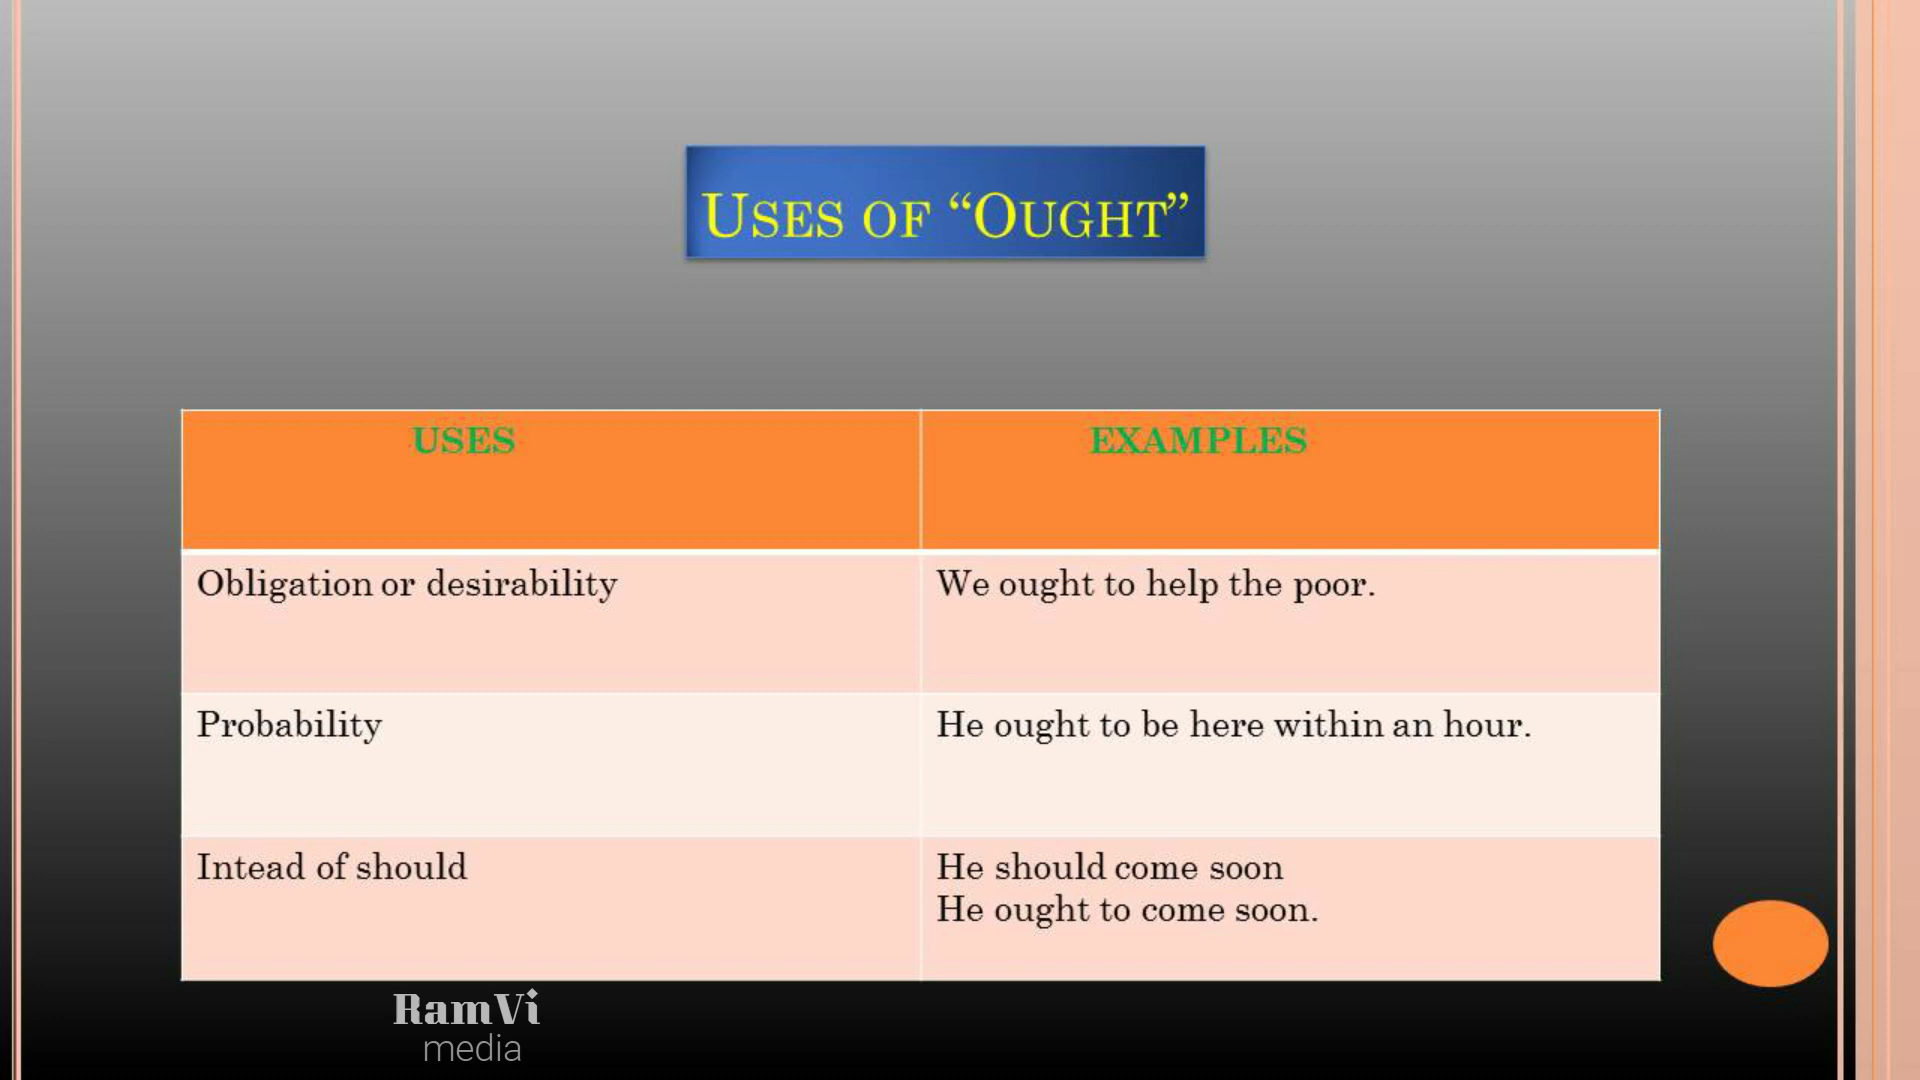 USES OF “OUGHT”
USES
EXAMPLES
Obligation or desirability
We ought to help the poor.
Probability
He ought to be here within an hour.
Intead of should
He should come soon
He ought to come soon.
RamVi
media